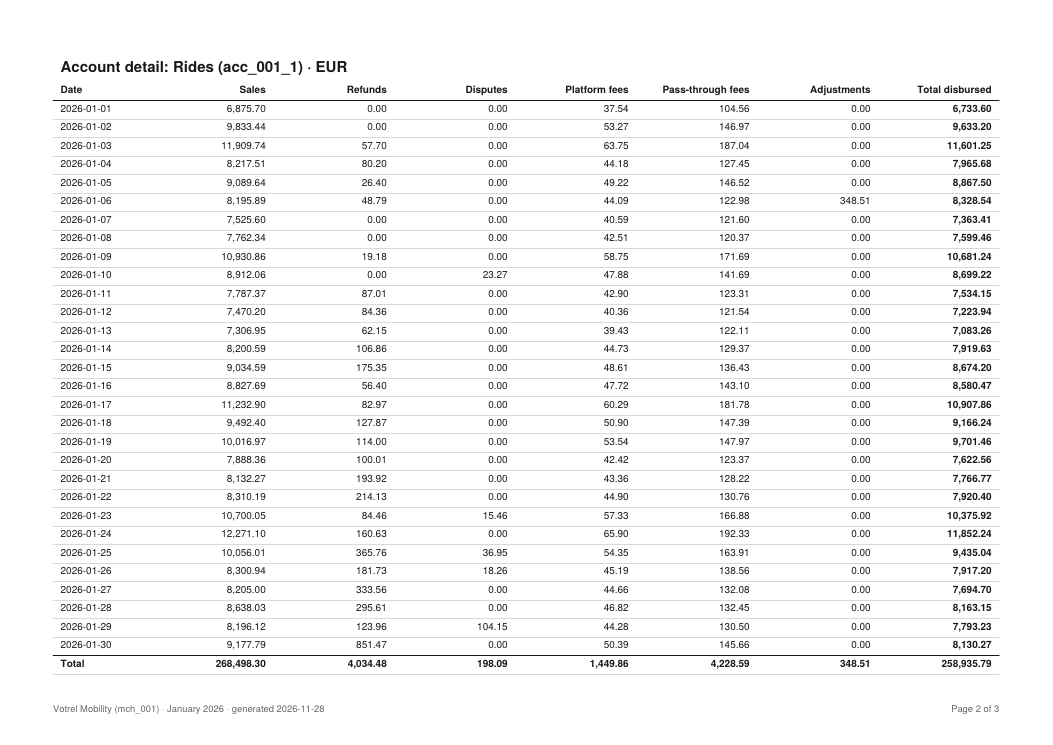 Account detail: Rides (acc_001_1) · EUR
Date Sales Refunds Disputes Platform fees Pass-through fees Adjustments Total disbursed
2026-01-01 6,875.70 0.00 0.00 37.54 104.56 0.00 6,733.60
2026-01-02 9,833.44 0.00 0.00 53.27 146.97 0.00 9,633.20
2026-01-03 11,909.74 57.70 0.00 63.75 187.04 0.00 11,601.25
2026-01-04 8,217.51 80.20 0.00 44.18 127.45 0.00 7,965.68
2026-01-05 9,089.64 26.40 0.00 49.22 146.52 0.00 8,867.50
2026-01-06 8,195.89 48.79 0.00 44.09 122.98 348.51 8,328.54
2026-01-07 7,525.60 0.00 0.00 40.59 121.60 0.00 7,363.41
2026-01-08 7,762.34 0.00 0.00 42.51 120.37 0.00 7,599.46
2026-01-09 10,930.86 19.18 0.00 58.75 171.69 0.00 10,681.24
2026-01-10 8,912.06 0.00 23.27 47.88 141.69 0.00 8,699.22
2026-01-11 7,787.37 87.01 0.00 42.90 123.31 0.00 7,534.15
2026-01-12 7,470.20 84.36 0.00 40.36 121.54 0.00 7,223.94
2026-01-13 7,306.95 62.15 0.00 39.43 122.11 0.00 7,083.26
2026-01-14 8,200.59 106.86 0.00 44.73 129.37 0.00 7,919.63
2026-01-15 9,034.59 175.35 0.00 48.61 136.43 0.00 8,674.20
2026-01-16 8,827.69 56.40 0.00 47.72 143.10 0.00 8,580.47
2026-01-17 11,232.90 82.97 0.00 60.29 181.78 0.00 10,907.86
2026-01-18 9,492.40 127.87 0.00 50.90 147.39 0.00 9,166.24
2026-01-19 10,016.97 114.00 0.00 53.54 147.97 0.00 9,701.46
2026-01-20 7,888.36 100.01 0.00 42.42 123.37 0.00 7,622.56
2026-01-21 8,132.27 193.92 0.00 43.36 128.22 0.00 7,766.77
2026-01-22 8,310.19 214.13 0.00 44.90 130.76 0.00 7,920.40
2026-01-23 10,700.05 84.46 15.46 57.33 166.88 0.00 10,375.92
2026-01-24 12,271.10 160.63 0.00 65.90 192.33 0.00 11,852.24
2026-01-25 10,056.01 365.76 36.95 54.35 163.91 0.00 9,435.04
2026-01-26 8,300.94 181.73 18.26 45.19 138.56 0.00 7,917.20
2026-01-27 8,205.00 333.56 0.00 44.66 132.08 0.00 7,694.70
2026-01-28 8,638.03 295.61 0.00 46.82 132.45 0.00 8,163.15
2026-01-29 8,196.12 123.96 104.15 44.28 130.50 0.00 7,793.23
2026-01-30 9,177.79 851.47 0.00 50.39 145.66 0.00 8,130.27
Total 268,498.30 4,034.48 198.09 1,449.86 4,228.59 348.51 258,935.79
Votrel Mobility (mch_001) · January 2026 · generated 2026-11-28 Page 2 of 3